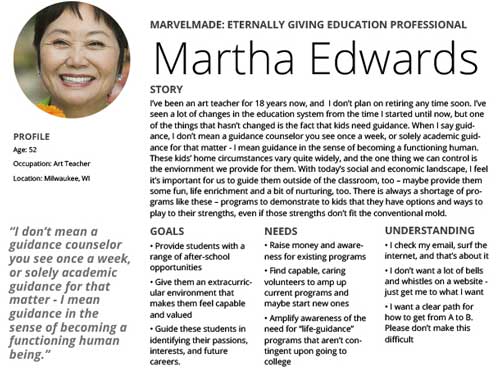 MARVELMADE: ETERNALLY GIVING EDUCATION PROFESSIONAL
Martha Edwards
STORY
I've been an art teacher for 18 years now, and I don't plan on retiring any time soon. I've
seen a lot of changes in the education system from the time I started until now, but one
of the things that hasn't changed is the fact that kids need guidance. When I say guid-
ance, I don't mean a guidance counselor you see once a week, or solely academic guid-
ance for that matter - I mean guidance in the sense of becoming a functioning human.
These kids' home circumstances vary quite widely, and the one thing we can control is
the enviornment we provide for them. With today's social and economic landscape, I feel
it's important for us to guide them outside of the classroom, too – maybe provide them
some fun, life enrichment and a bit of nurturing, too. There is always a shortage of pro-
grams like these – programs to demonstrate to kids that they have options and ways to
play to their strengths, even if those strengths don't fit the conventional mold.
PROFILE
Age: 52
Occupation: Art Teacher
Location: Milwaukee, WI
"I don't mean a
guidance counselor
you see once a week,
or solely academic
guidance for that
matter - I mean
guidance in the
sense of becoming a
functioning human
being."
GOALS
• Provide students with a
range of after-school
opportunities
• Give them an extracurric-
ular environment that
makes them feel capable
and valued
• Guide these students in
identifying their passions,
interests, and future
careers.
NEEDS
• Raise money and aware-
ness for existing programs
• Find capable, caring
volunteers to amp up
current programs and
maybe start new ones
• Amplify awareness of the
need for "life-guidance"
programs that aren't con-
tingent upon going to
college
UNDERSTANDING
• I check my email, surf the
internet, and that's about it
• I don't want a lot of bells
and whistles on a website -
just get me to what I want
• I want a clear path for
how to get from A to B.
Please don't make this
difficult